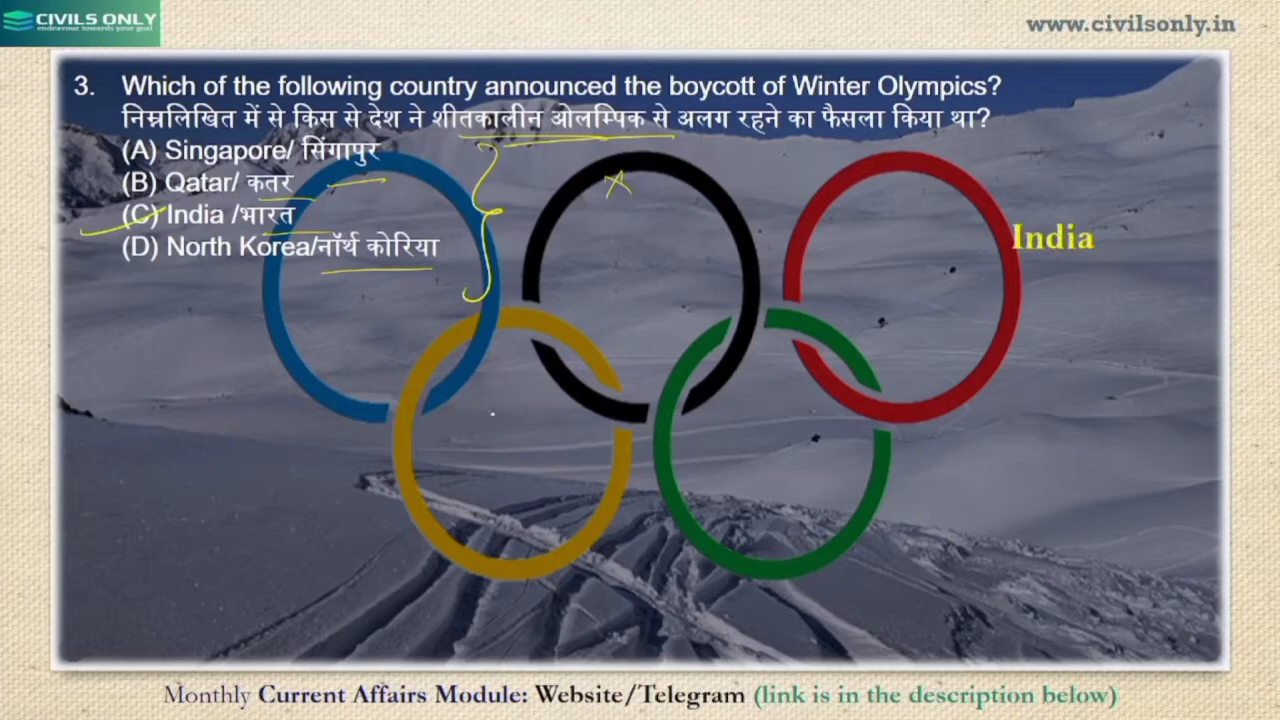 CIVILS ONLY
endeavour towards your goal
www.civilsonly.in
3. Which of the following country announced the boycott of Winter Olympics?
निम्नलिखित में से किस से देश ने शीतकालीन ओलम्पिक से अलग रहने का फैसला किया था?
(A) Singapore/ सिंगापुर
(B) Qatar/ कतर
(C) India /भारत
(D) North Korea/नॉर्थ कोरिया
India
Monthly Current Affairs Module: Website/Telegram (link is in the description below)